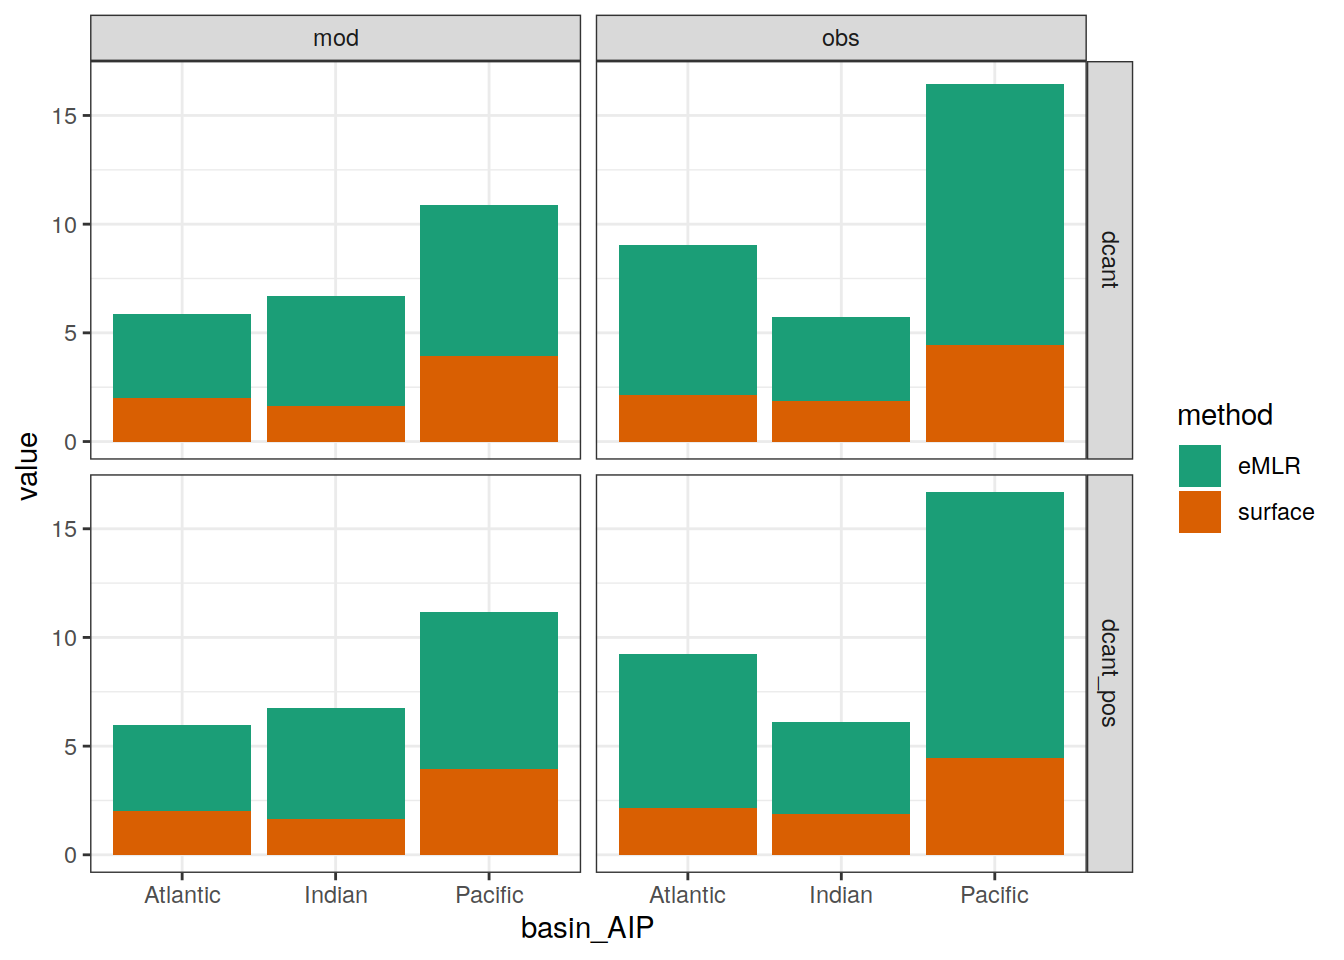 mod
obs
15
10
5
0
dcant
15
10
5
0
dcant_pos
Atlantic
Indian
Pacific
Atlantic
Indian
Pacific
basin_AIP
value
method
eMLR
surface